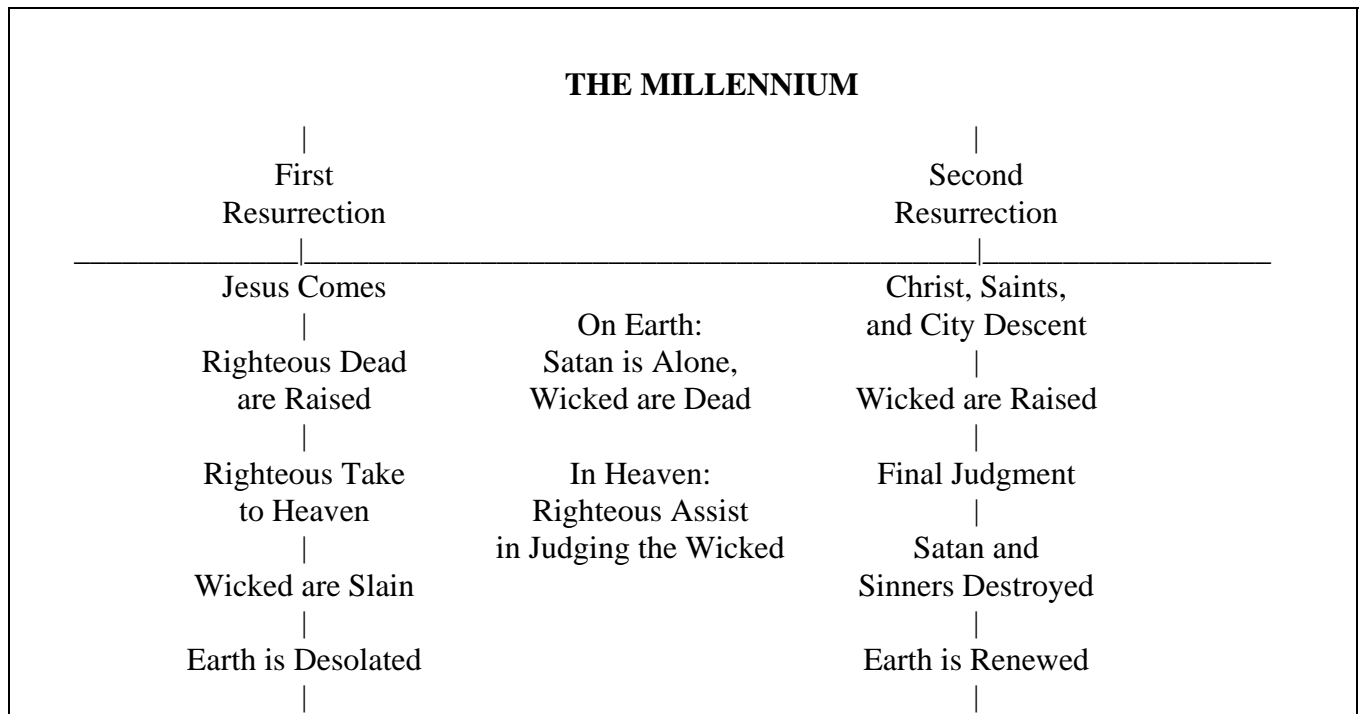 THE MILLENNIUM
First
Resurrection
Second
Resurrection
Jesus Comes
Righteous Dead
are Raised
Righteous Take
to Heaven
Wicked are Slain
Earth is Desolated
On Earth:
Satan is Alone,
Wicked are Dead
In Heaven:
Righteous Assist
in Judging the Wicked
Christ, Saints,
and City Descent
Wicked are Raised
Final Judgment
Satan and
Sinners Destroyed
Earth is Renewed